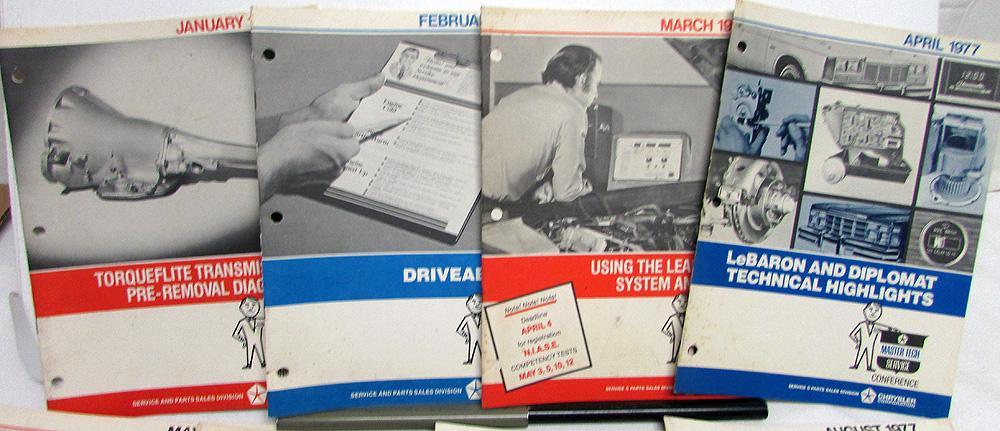 JANUARY
TORQUEFLITE TRANSMI
PRE-REMOVAL DIAG
SERVICE AND PARTS SALES DIVISION
FEBRUA
DRIVEAB
SERVICE AND PARTS SALES DIVISION
MARCH 19
USING THE LEA
SYSTEM AN
Note! Note! Note!
Deadline
APRIL 4
for registration
N.I.A.S.E.
COMPETENCY TESTS
MAY 3, 5, 10, 12
SERVICE & PARTS SALES
APRIL 1977
12:00
LeBARON AND DIPLOMAT
TECHNICAL HIGHLIGHTS
MASTER TECH
SERVICE
CONFERENCE
SERVICE & PARTS SALES DIVISION
CHRYSLER
CORPORATION
AUGUST 1977